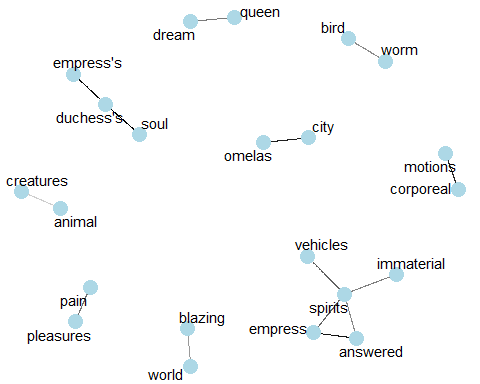 queen
dream
bird
worm
empress's
duchess's
soul
city
omelas
motions
corporeal
creatures
animal
vehicles
immaterial
pain
spirits
blazing
empress
pleasures
answered
world